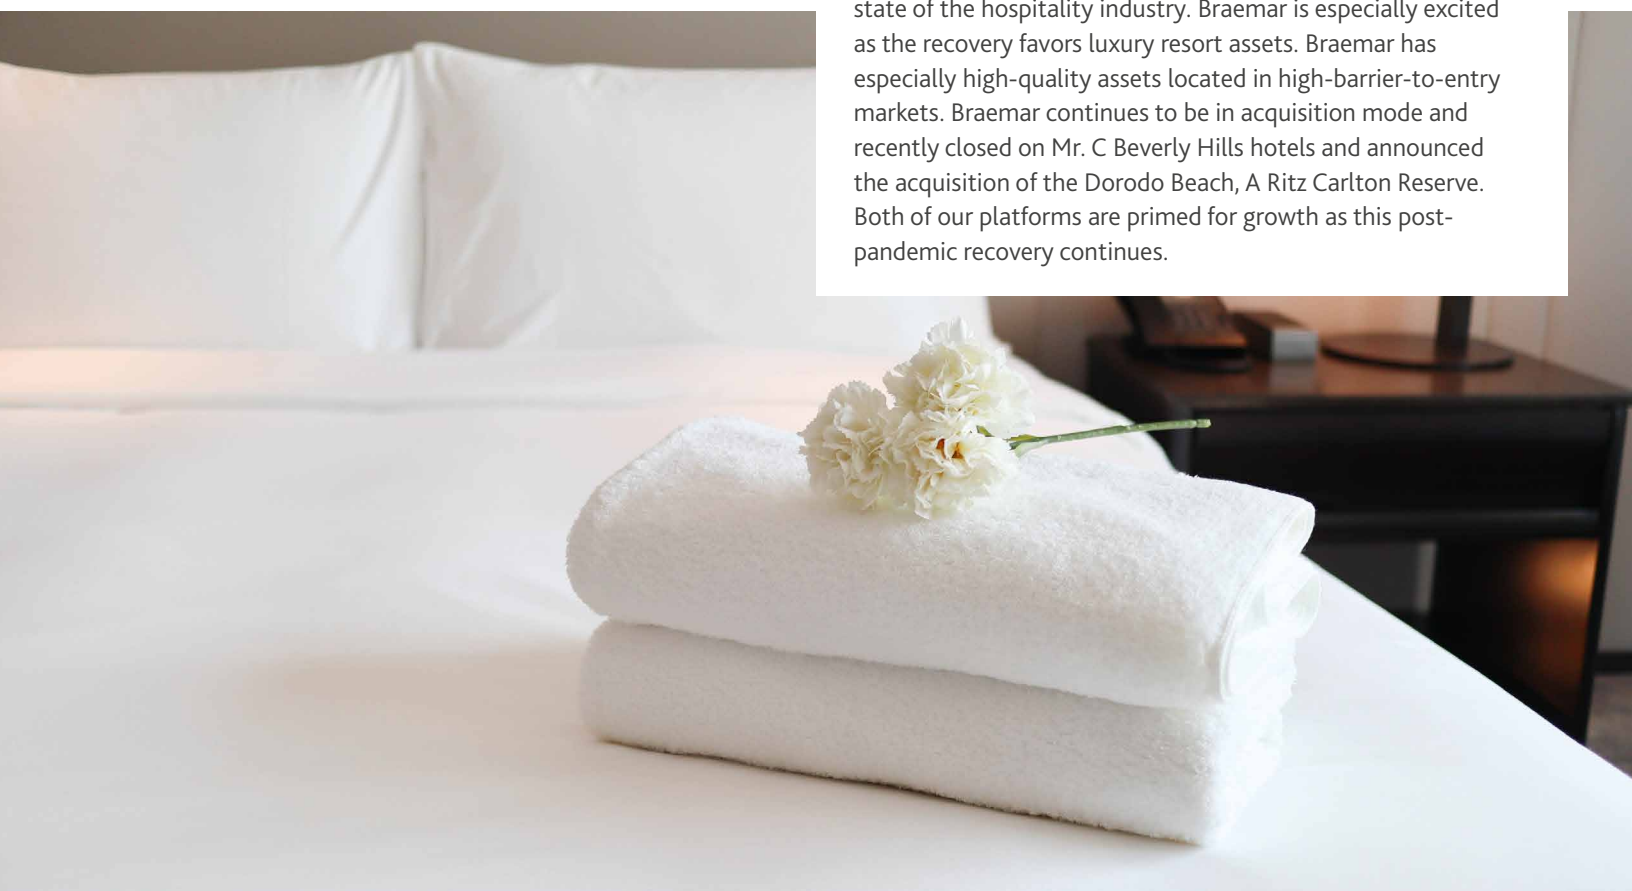 state of the hospitality industry. Braemar is especially excited
as the recovery favors luxury resort assets. Braemar has
especially high-quality assets located in high-barrier-to-entry
markets. Braemar continues to be in acquisition mode and
recently closed on Mr. C Beverly Hills hotels and announced
the acquisition of the Dorodo Beach, A Ritz Carlton Reserve.
Both of our platforms are primed for growth as this post-
pandemic recovery continues.